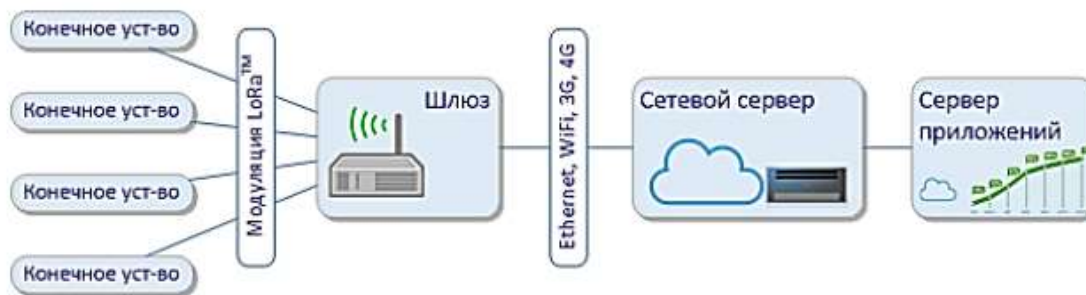 Конечное уст-во
Конечное уст-во
Конечное уст-во
Конечное уст-во
Модуляция LoRa™
Шлюз
Ethernet, WiFi, 3G, 4G
Сетевой сервер
Сервер
приложений